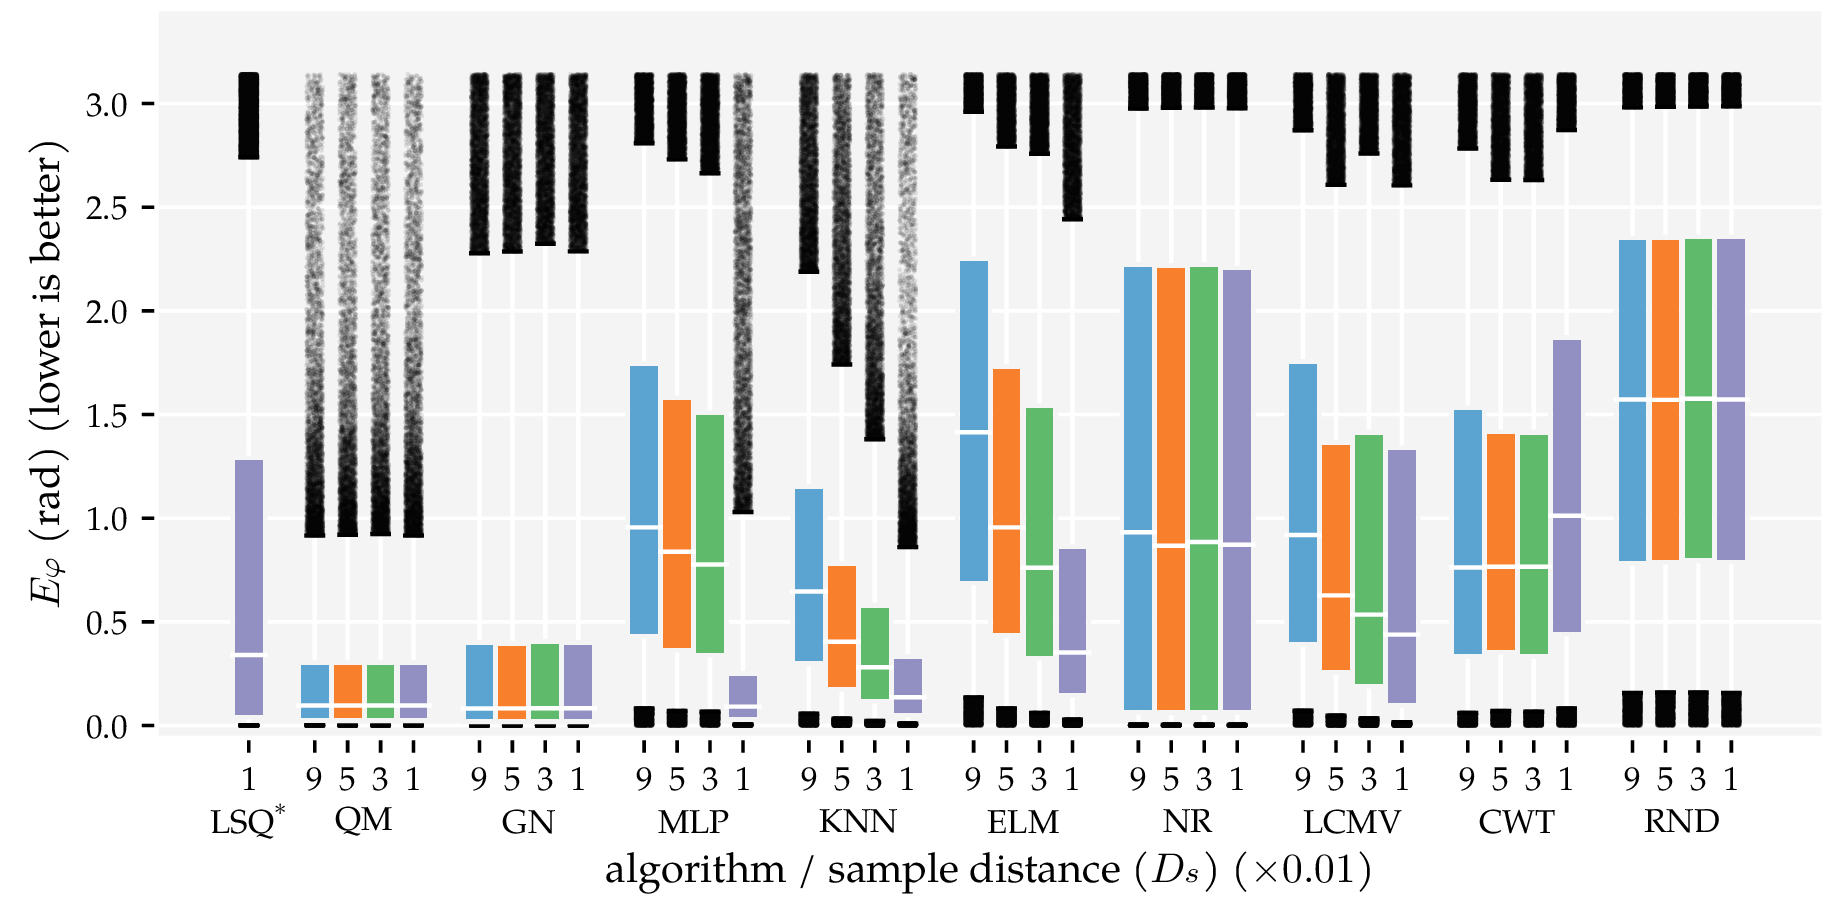 Eφ (rad) (lower is better)
3.0
2.5
2.0
1.5
1.0
0.5
0.0
1 9 5 3 1 9 5 3 1 9 5 3 1 9 5 3 1 9 5 3 1 9 5 3 1 9 5 3 1 9 5 3 1 9 5 3 1
LSQ* QM GN MLP KNN ELM NR LCMV CWT RND
algorithm / sample distance (Ds) (×0.01)